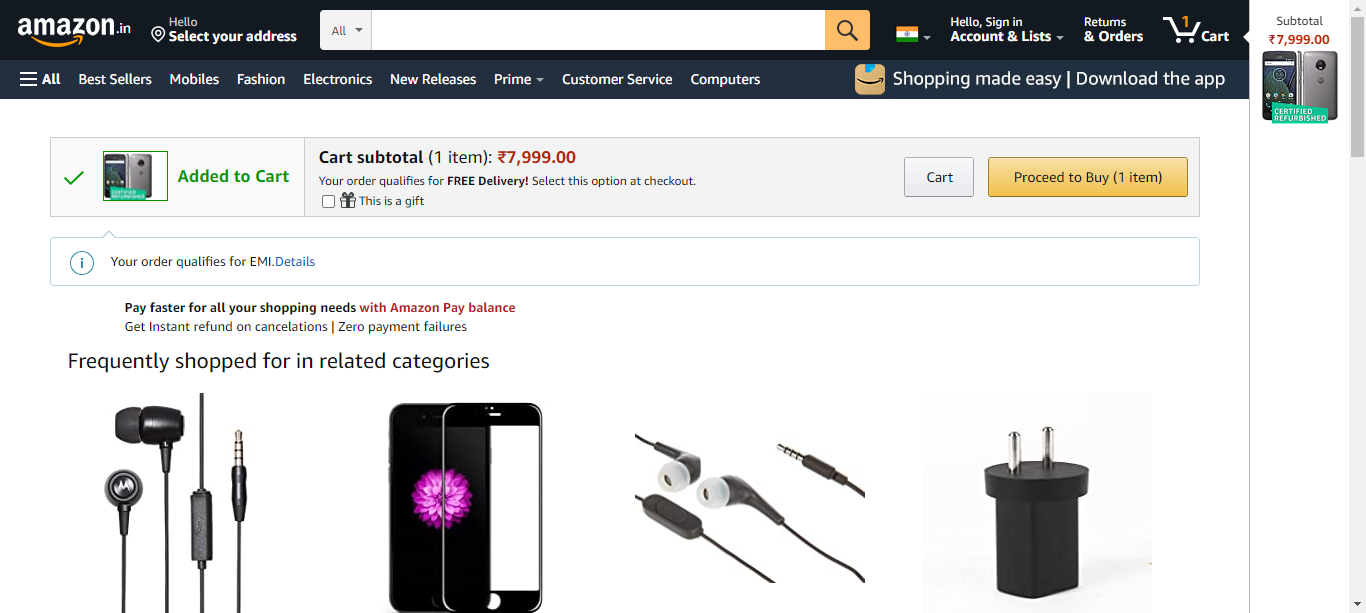 amazon.in
Hello
Select your address
All
Hello, Sign in
Account & Lists
Returns
& Orders
1
Cart
Subtotal
₹7,999.00
CERTIFIED
REFURBISHED
All
Best Sellers
Mobiles
Fashion
Electronics
New Releases
Prime
Customer Service
Computers
Shopping made easy | Download the app
CERTIFIED
REFURBISHED
Added to Cart
Cart subtotal (1 item): ₹7,999.00
Your order qualifies for FREE Delivery! Select this option at checkout.
This is a gift
Cart
Proceed to Buy (1 item)
i
Your order qualifies for EMI.Details
Pay faster for all your shopping needs with Amazon Pay balance
Get Instant refund on cancelations | Zero payment failures
Frequently shopped for in related categories